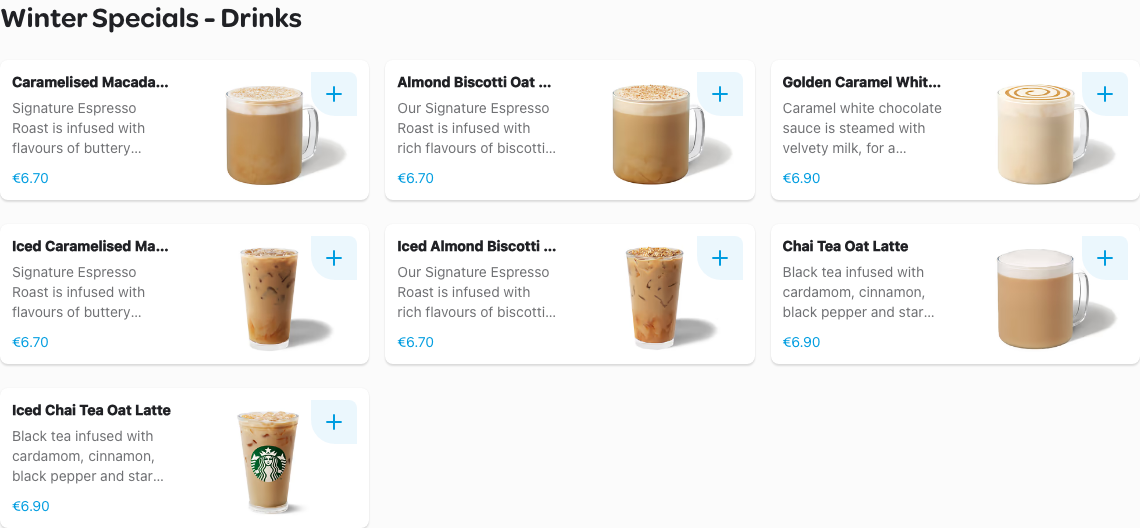 Winter Specials - Drinks
Caramelised Macada...
Signature Espresso
Roast is infused with
flavours of buttery...
€6.70
Almond Biscotti Oat ...
Our Signature Espresso
Roast is infused with
rich flavours of biscotti...
€6.70
Golden Caramel Whit...
Caramel white chocolate
sauce is steamed with
velvety milk, for a...
€6.90
Iced Caramelised Ma...
Signature Espresso
Roast is infused with
flavours of buttery...
€6.70
Iced Almond Biscotti ...
Our Signature Espresso
Roast is infused with
rich flavours of biscotti...
€6.70
Chai Tea Oat Latte
Black tea infused with
cardamom, cinnamon,
black pepper and star...
€6.90
Iced Chai Tea Oat Latte
Black tea infused with
cardamom, cinnamon,
black pepper and star...
€6.90